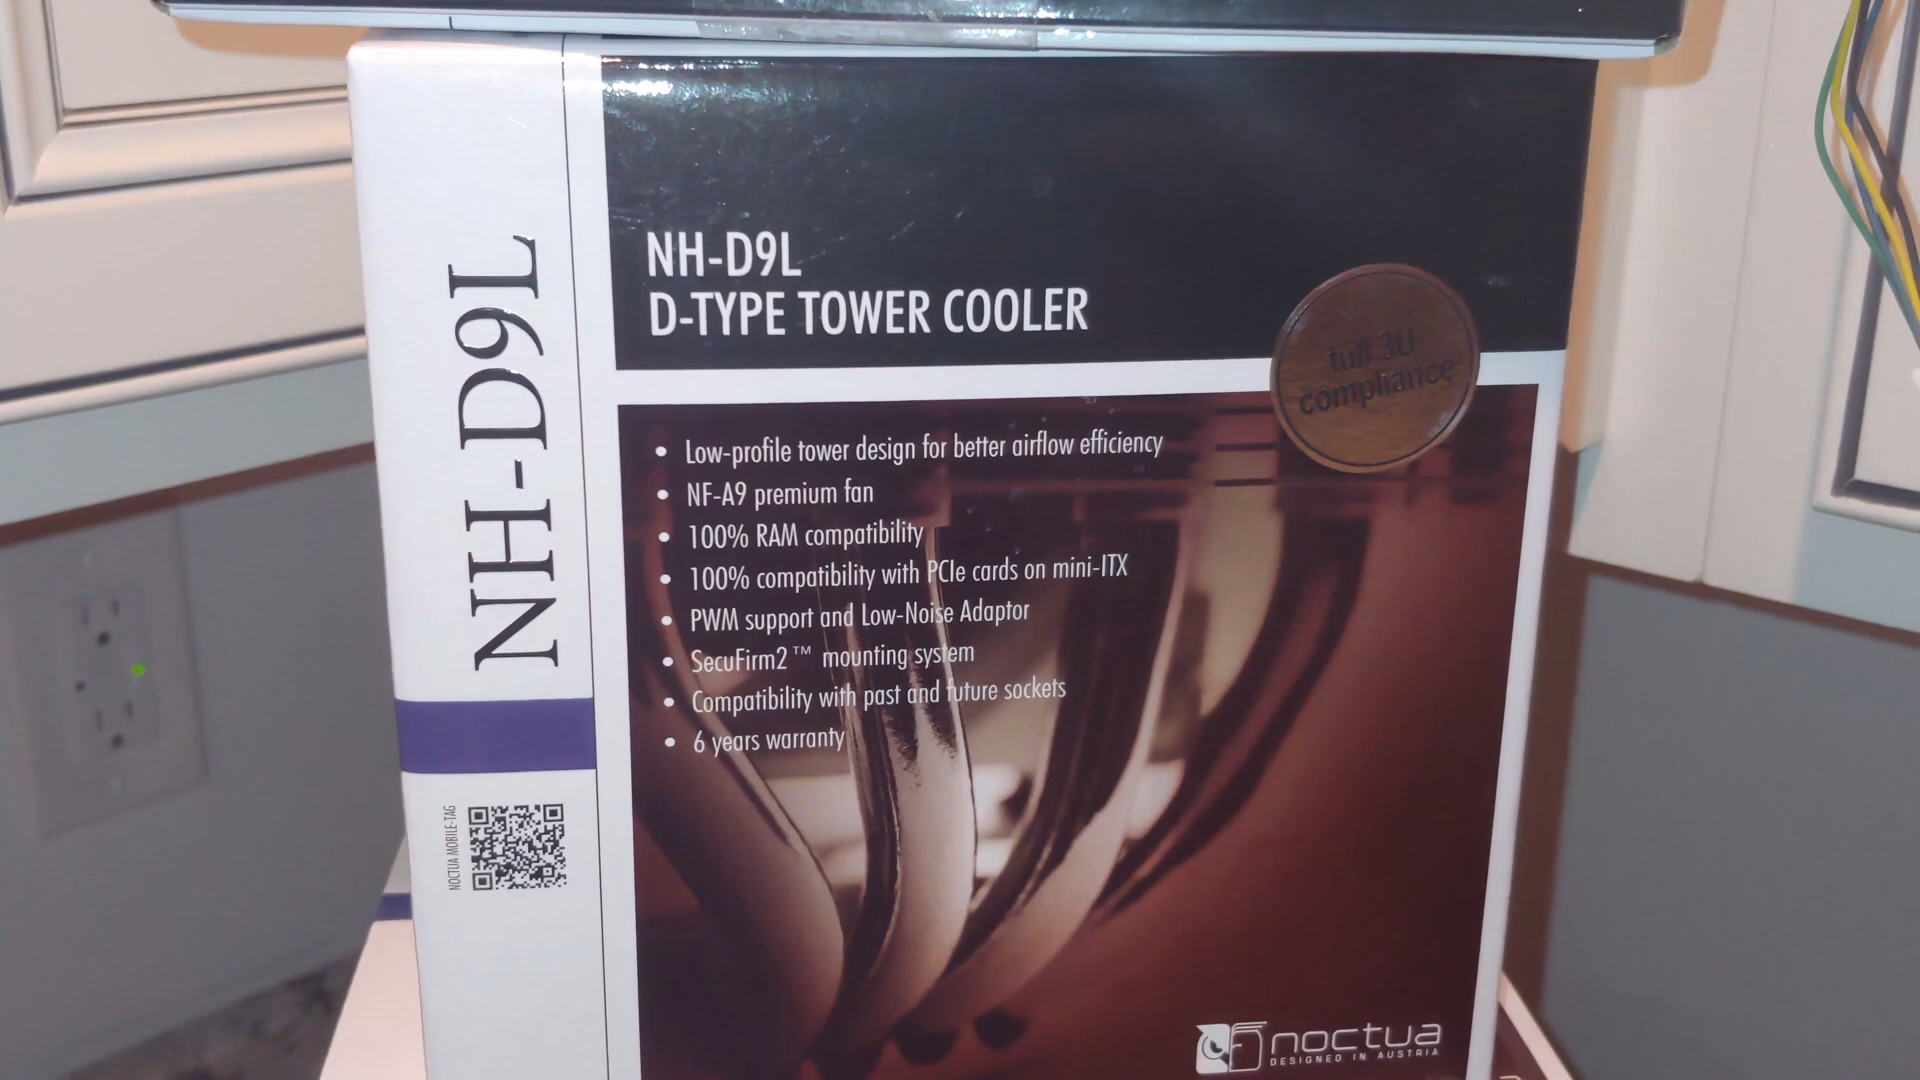 NH-D9L
NOCTUA MOBILE-TAG
NH-D9L
D-TYPE TOWER COOLER
full 3U
compliance
• Low-profile tower design for better airflow efficiency
• NF-A9 premium fan
• 100% RAM compatibility
• 100% compatibility with PCIe cards on mini-ITX
• PWM support and Low-Noise Adaptor
• SecuFirm2™ mounting system
• Compatibility with past and future sockets
• 6 years warranty
noctua
DESIGNED IN AUSTRIA